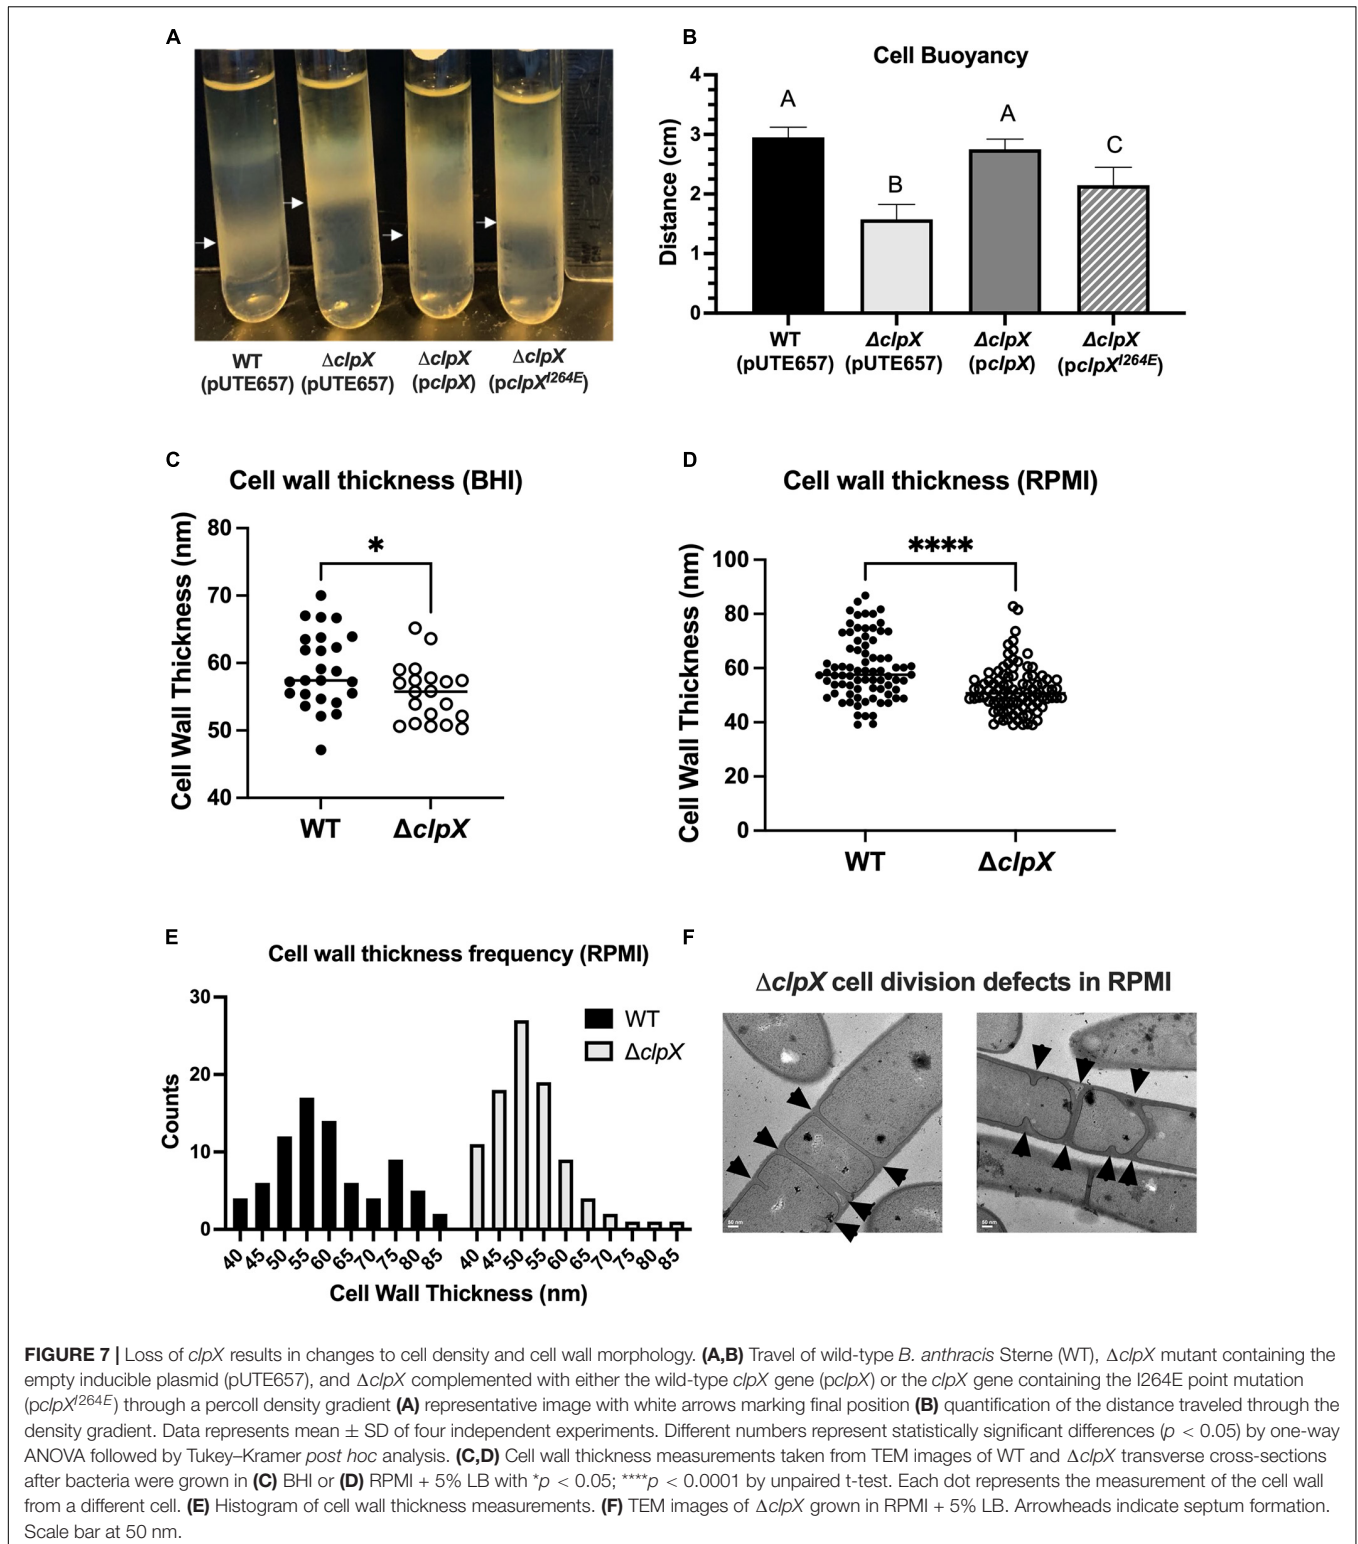 A
WT
(pUTE657)
ΔclpX
(pUTE657)
ΔclpX
(pclpX)
ΔclpX
(pclpX^I264E)
B
Cell Buoyancy
Distance (cm)
4
3
2
1
0
A
B
A
C
WT
(pUTE657)
ΔclpX
(pUTE657)
ΔclpX
(pclpX)
ΔclpX
(pclpX^I264E)
C
Cell wall thickness (BHI)
Cell Wall Thickness (nm)
80
70
60
50
40
*
WT
ΔclpX
D
Cell wall thickness (RPMI)
Cell Wall Thickness (nm)
100
80
60
40
20
0
****
WT
ΔclpX
E
Cell wall thickness frequency (RPMI)
Counts
30
20
10
0
WT
ΔclpX
40 45 50 55 60 65 70 75 80 85 40 45 50 55 60 65 70 75 80 85
Cell Wall Thickness (nm)
F
ΔclpX cell division defects in RPMI
50 nm
50 nm
FIGURE 7 | Loss of clpX results in changes to cell density and cell wall morphology. (A,B) Travel of wild-type B. anthracis Sterne (WT), ΔclpX mutant containing the
empty inducible plasmid (pUTE657), and ΔclpX complemented with either the wild-type clpX gene (pclpX) or the clpX gene containing the I264E point mutation
(pclpX^I264E) through a percoll density gradient (A) representative image with white arrows marking final position (B) quantification of the distance traveled through the
density gradient. Data represents mean ± SD of four independent experiments. Different numbers represent statistically significant differences (p < 0.05) by one-way
ANOVA followed by Tukey–Kramer post hoc analysis. (C,D) Cell wall thickness measurements taken from TEM images of WT and ΔclpX transverse cross-sections
after bacteria were grown in (C) BHI or (D) RPMI + 5% LB with *p < 0.05; ****p < 0.0001 by unpaired t-test. Each dot represents the measurement of the cell wall
from a different cell. (E) Histogram of cell wall thickness measurements. (F) TEM images of ΔclpX grown in RPMI + 5% LB. Arrowheads indicate septum formation.
Scale bar at 50 nm.